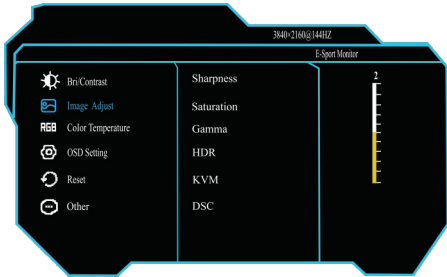 3840×2160@144HZ
E-Sport Monitor
Bri/Contrast
Image Adjust
RGB Color Temperature
OSD Setting
Reset
Other
Sharpness
Saturation
Gamma
HDR
KVM
DSC
2